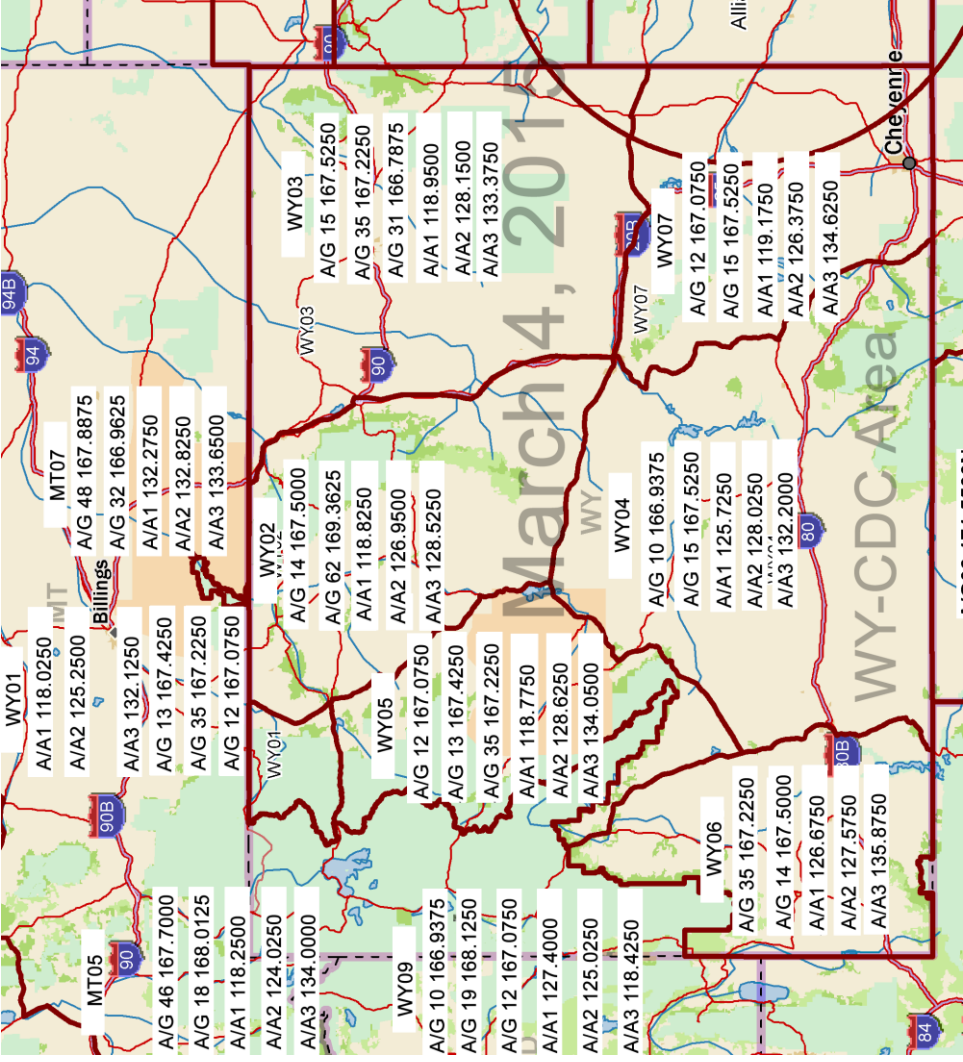 MT05
A/G 46 167.7000
A/G 18 168.0125
A/A1 118.2500
A/A2 124.0250
A/A3 134.0000
90
90B
WY01
A/A1 118.0250
A/A2 125.2500
A/A3 132.1250
A/G 13 167.4250
A/G 35 167.2250
A/G 12 167.0750
MT
Billings
MT07
A/G 48 167.8875
A/G 32 166.9625
A/A1 132.2750
A/A2 132.8250
A/A3 133.6500
94
94B
WY01
WY02
A/G 14 167.5000
A/G 62 169.3625
A/A1 118.8250
A/A2 126.9500
A/A3 128.5250
WY03
90
WY03
A/G 15 167.5250
A/G 35 167.2250
A/G 31 166.7875
A/A1 118.9500
A/A2 128.1500
A/A3 133.3750
90
WY09
A/G 10 166.9375
A/G 19 168.1250
A/G 12 167.0750
A/A1 127.4000
A/A2 125.0250
A/A3 118.4250
WY05
A/G 12 167.0750
A/G 13 167.4250
A/G 35 167.2250
A/A1 118.7750
A/A2 128.6250
A/A3 134.0500
March 4, 2015
WY
WY04
A/G 10 166.9375
A/G 15 167.5250
A/A1 125.7250
A/A2 128.0250
A/A3 132.2000
WY07
WY07
A/G 12 167.0750
A/G 15 167.5250
A/A1 119.1750
A/A2 126.3750
A/A3 134.6250
WY06
A/G 35 167.2250
A/G 14 167.5000
A/A1 126.6750
A/A2 127.5750
A/A3 135.8750
80
WY-CDC Area
Cheyenne
84